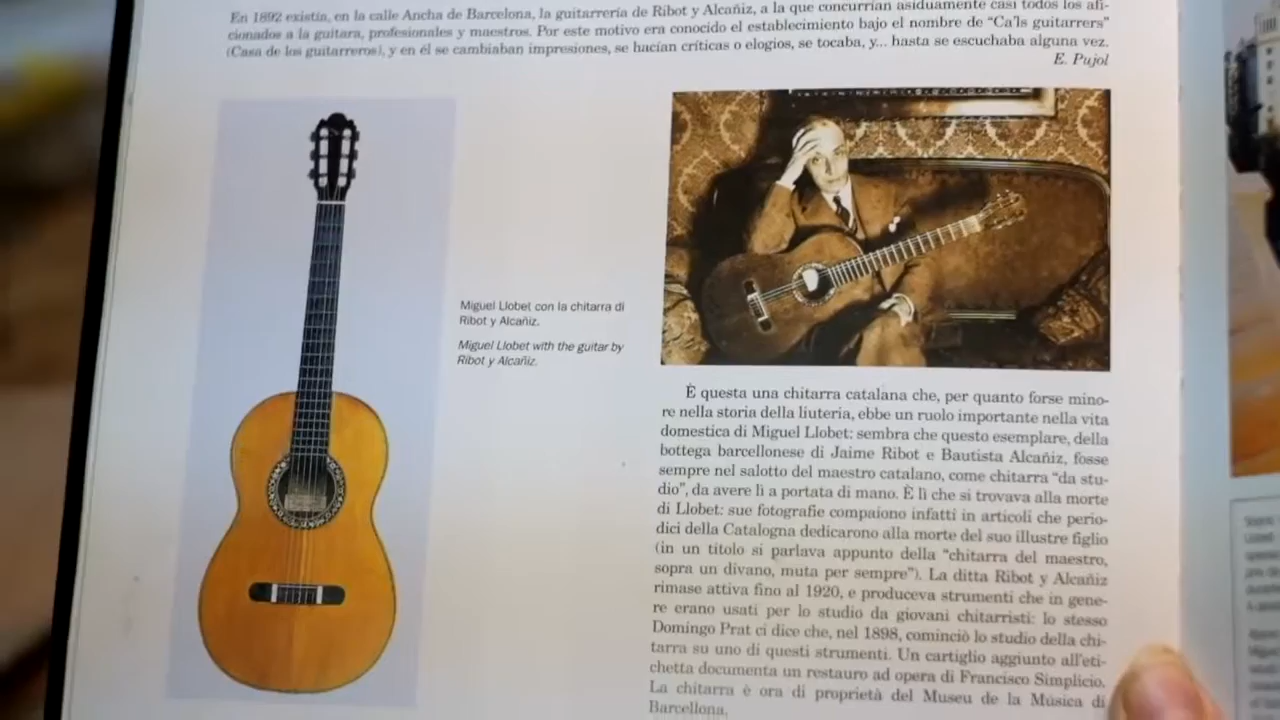 En 1892 existía, en la calle Ancha de Barcelona, la guitarrería de Ribot y Alcañiz, a la que concurrían asiduamente casi todos los afi-
cionados a la guitarra, profesionales y maestros. Por este motivo era conocido el establecimiento bajo el nombre de “Ca'ls guitarrers”
(Casa de los guitarreros), y en él se cambiaban impresiones, se hacían críticas o elogios, se tocaba, y... hasta se escuchaba alguna vez.
E. Pujol
Miguel Llobet con la chitarra di
Ribot y Alcañiz.
Miguel Llobet with the guitar by
Ribot y Alcañiz.
È questa una chitarra catalana che, per quanto forse mino-
re nella storia della liuteria, ebbe un ruolo importante nella vita
domestica di Miguel Llobet: sembra che questo esemplare, della
bottega barcellonese di Jaime Ribot e Bautista Alcañiz, fosse
sempre nel salotto del maestro catalano, come chitarra “da stu-
dio”, da avere lì a portata di mano. È lì che si trovava alla morte
di Llobet: sue fotografie compaiono infatti in articoli che perio-
dici della Catalogna dedicarono alla morte del suo illustre figlio
(in un titolo si parlava appunto della “chitarra del maestro,
sopra un divano, muta per sempre”). La ditta Ribot y Alcañiz
rimase attiva fino al 1920, e produceva strumenti che in gene-
re erano usati per lo studio da giovani chitarristi: lo stesso
Domingo Prat ci dice che, nel 1898, cominciò lo studio della chi-
tarra su uno di questi strumenti. Un cartiglio aggiunto all'eti-
chetta documenta un restauro ad opera di Francisco Simplicio.
La chitarra è ora di proprietà del Museu de la Música di
Barcellona.